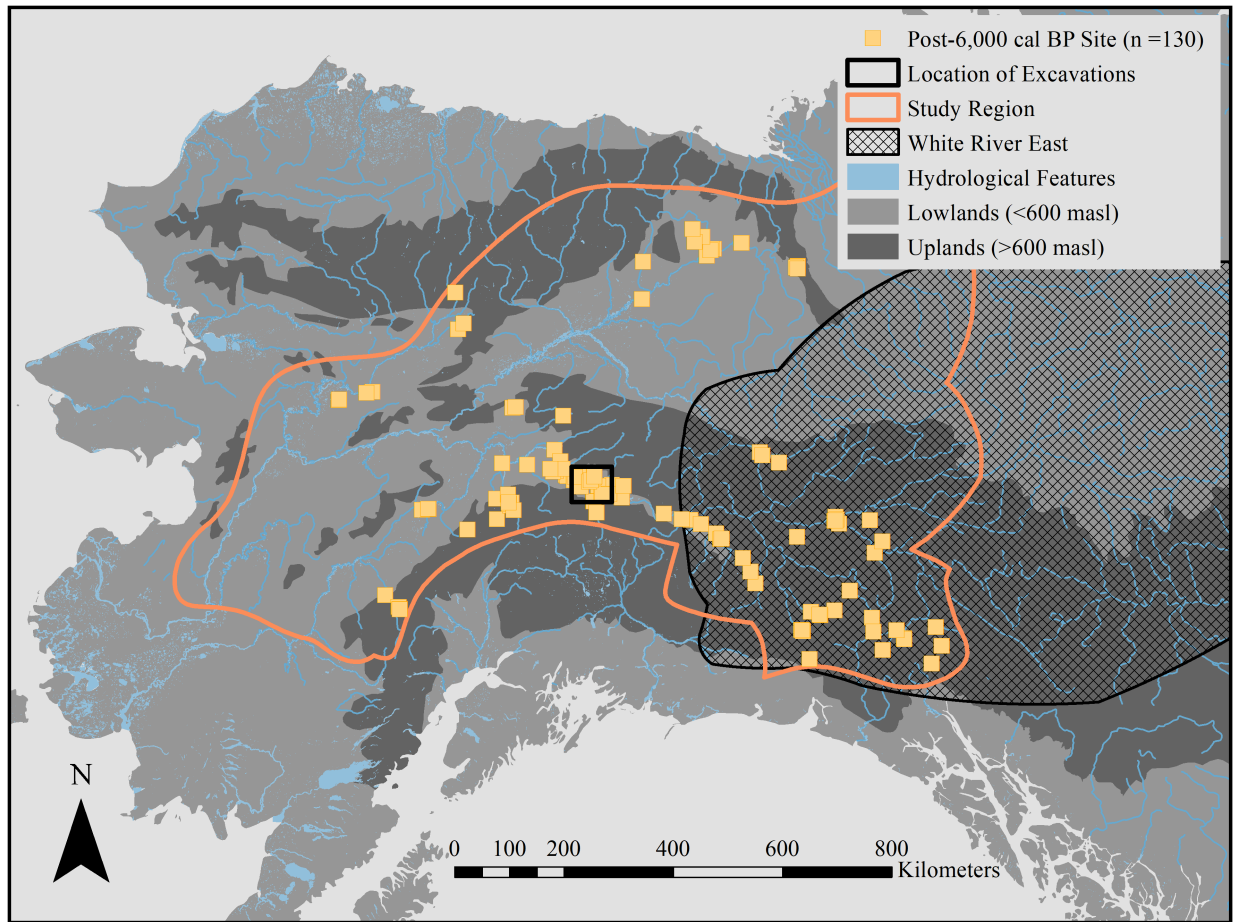 Post-6,000 cal BP Site (n =130)
Location of Excavations
Study Region
White River East
Hydrological Features
Lowlands (<600 masl)
Uplands (>600 masl)
N
0 100 200 400 600 800
Kilometers